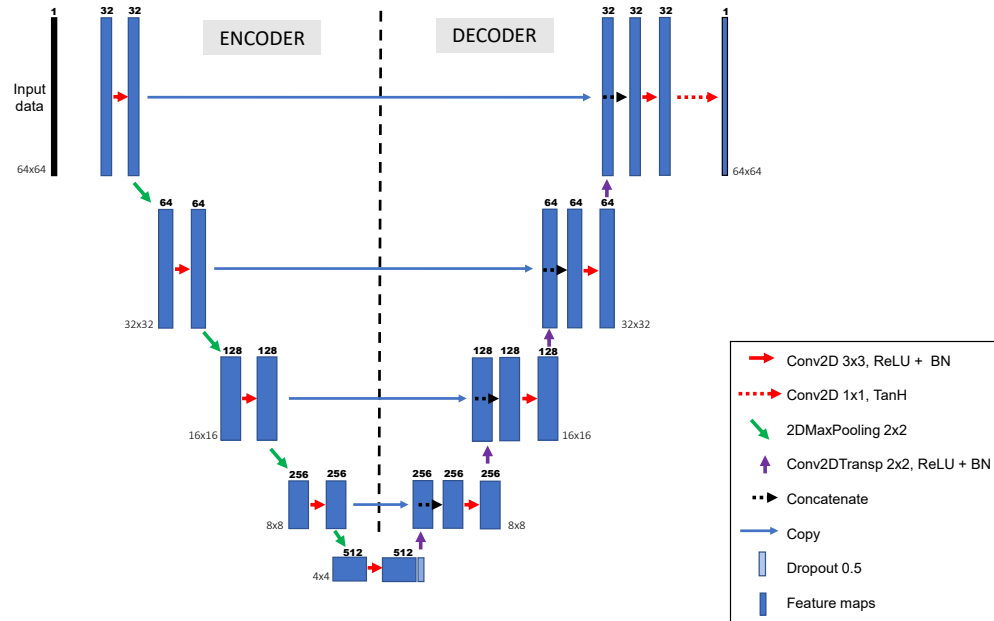 1 32 32 32 32 32 1
ENCODER DECODER
Input
data
64x64 64x64
64 64 64 64 64
32x32 32x32
128 128 128 128 128
16x16 16x16
256 256 256 256 256
8x8 8x8
512 512
4x4
Conv2D 3x3, ReLU + BN
Conv2D 1x1, TanH
2DMaxPooling 2x2
Conv2DTransp 2x2, ReLU + BN
Concatenate
Copy
Dropout 0.5
Feature maps